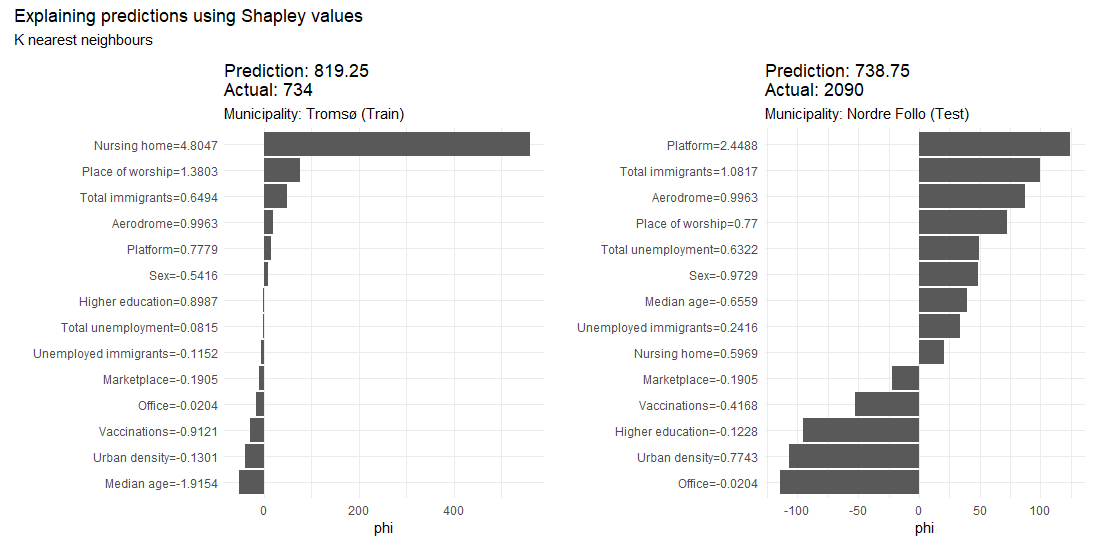 Explaining predictions using Shapley values
K nearest neighbours
Prediction: 819.25
Actual: 734
Municipality: Tromsø (Train)
Nursing home=4.8047
Place of worship=1.3803
Total immigrants=0.6494
Aerodrome=0.9963
Platform=0.7779
Sex=-0.5416
Higher education=0.8987
Total unemployment=0.0815
Unemployed immigrants=-0.1152
Marketplace=-0.1905
Office=-0.0204
Vaccinations=-0.9121
Urban density=-0.1301
Median age=-1.9154
0 200 400
phi
Prediction: 738.75
Actual: 2090
Municipality: Nordre Follo (Test)
Platform=2.4488
Total immigrants=1.0817
Aerodrome=0.9963
Place of worship=0.77
Total unemployment=0.6322
Sex=-0.9729
Median age=-0.6559
Unemployed immigrants=0.2416
Nursing home=0.5969
Marketplace=-0.1905
Vaccinations=-0.4168
Higher education=-0.1228
Urban density=0.7743
Office=-0.0204
-100 -50 0 50 100
phi